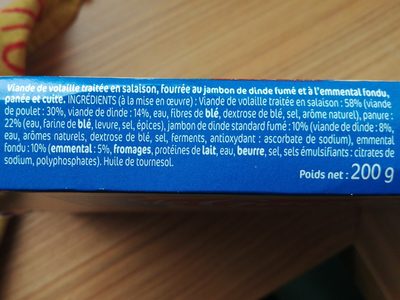 Viande de volaille traitée en salaison, fourrée au jambon de dinde fumé et à l'emmental fondu,
panée et cuite. INGRÉDIENTS (à la mise en œuvre) : Viande de volaille traitée en salaison : 58% (viande
de poulet : 30%, viande de dinde : 14%, eau, fibres de blé, dextrose de blé, sel, arôme naturel), panure :
22% (eau, farine de blé, levure, sel, épices), jambon de dinde standard fumé : 10% (viande de dinde : 8%,
eau, arômes naturels, dextrose de blé, sel, ferments, antioxydant : ascorbate de sodium), emmental
fondu : 10% (emmental : 5%, fromages, protéines de lait, eau, beurre, sel, sels émulsifiants : citrates de
sodium, polyphosphates). Huile de tournesol.
Poids net : 200 g